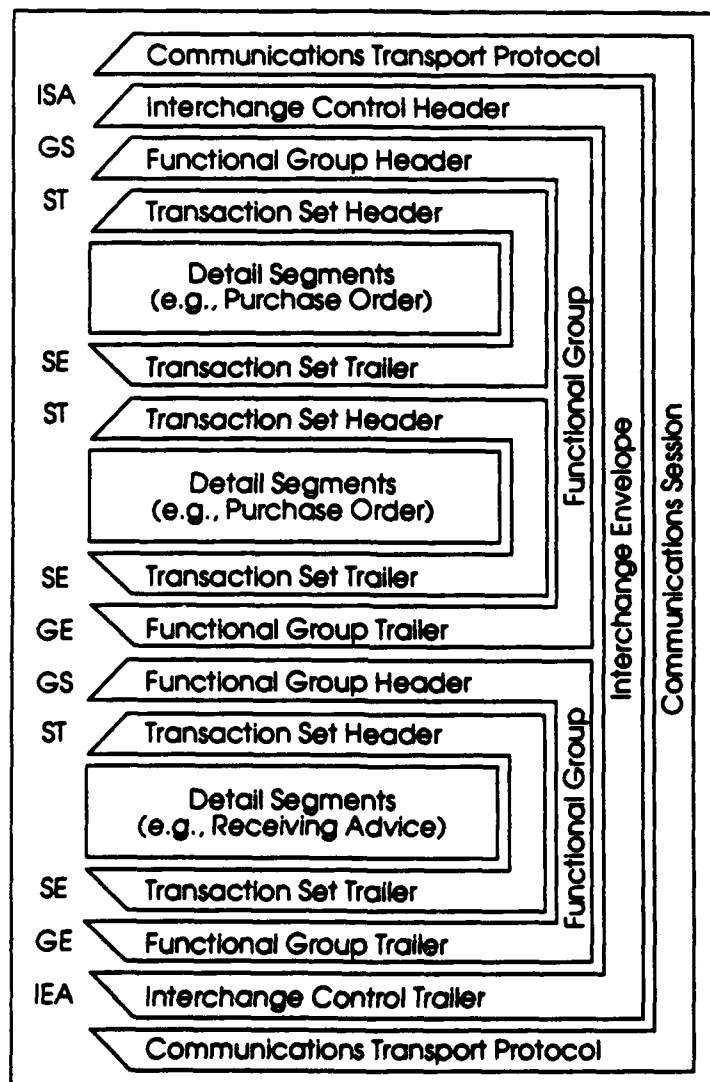 Communications Transport Protocol
ISA Interchange Control Header
GS Functional Group Header
ST Transaction Set Header
Detail Segments
(e.g., Purchase Order)
SE Transaction Set Trailer
ST Transaction Set Header
Detail Segments
(e.g., Purchase Order)
SE Transaction Set Trailer
GE Functional Group Trailer
Functional Group
GS Functional Group Header
ST Transaction Set Header
Detail Segments
(e.g., Receiving Advice)
SE Transaction Set Trailer
GE Functional Group Trailer
Functional Group
IEA Interchange Control Trailer
Communications Transport Protocol
Interchange Envelope
Communications Session